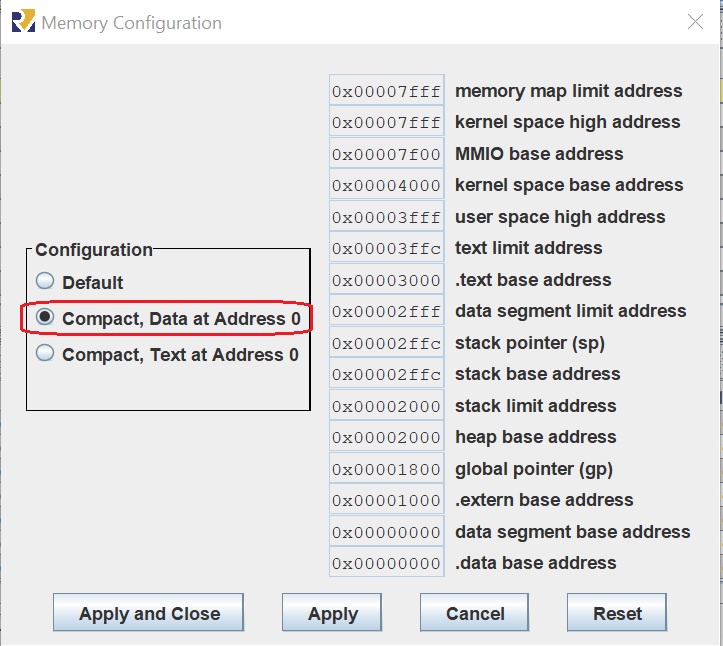 Memory Configuration
0x00007fff memory map limit address
0x00007fff kernel space high address
0x00007f00 MMIO base address
0x00004000 kernel space base address
0x00003fff user space high address
0x00003ffc text limit address
0x00003000 .text base address
0x00002fff data segment limit address
0x00002ffc stack pointer (sp)
0x00002ffc stack base address
0x00002000 stack limit address
0x00002000 heap base address
0x00001800 global pointer (gp)
0x00001000 .extern base address
0x00000000 data segment base address
0x00000000 .data base address
Configuration
Default
Compact, Data at Address 0
Compact, Text at Address 0
Apply and Close Apply Cancel Reset